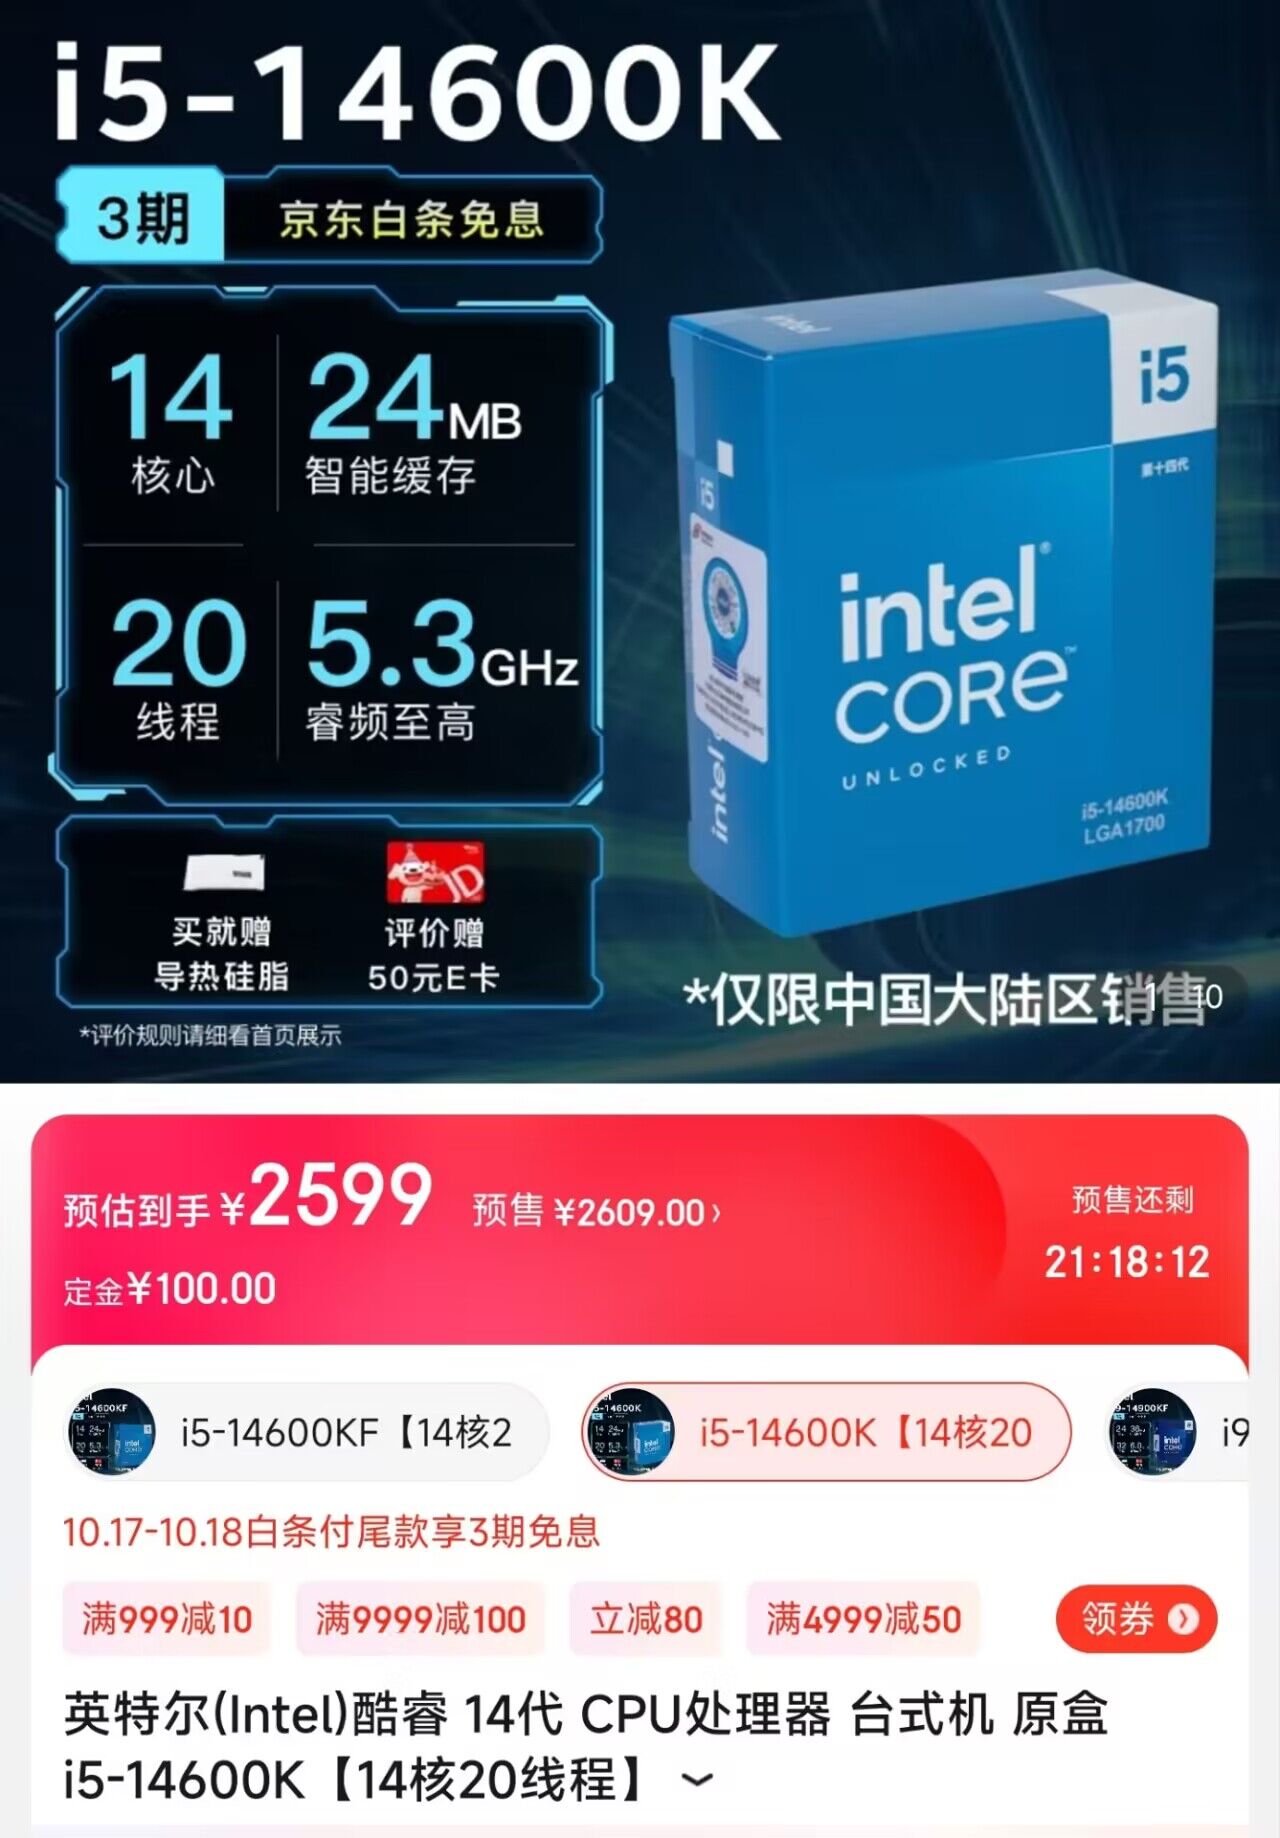 i5-14600K
3期
京东白条免息
14
核心
24MB
智能缓存
20
线程
5.3GHz
睿频至高
买就赠
导热硅脂
评价赠
50元E卡
*评价规则请细看首页展示
intel
i5
第十四代
i5
intel
CORE
UNLOCKED
i5-14600K
LGA1700
intel
*仅限中国大陆区销售
预估到手 ¥2599
预售 ¥2609.00
定金¥100.00
预售还剩
21:18:12
i5-14600KF【14核2
i5-14600K【14核20
i9
10.17-10.18白条付尾款享3期免息
满999减10
满9999减100
立减80
满4999减50
领券
英特尔(Intel)酷睿 14代 CPU处理器 台式机 原盒
i5-14600K【14核20线程】